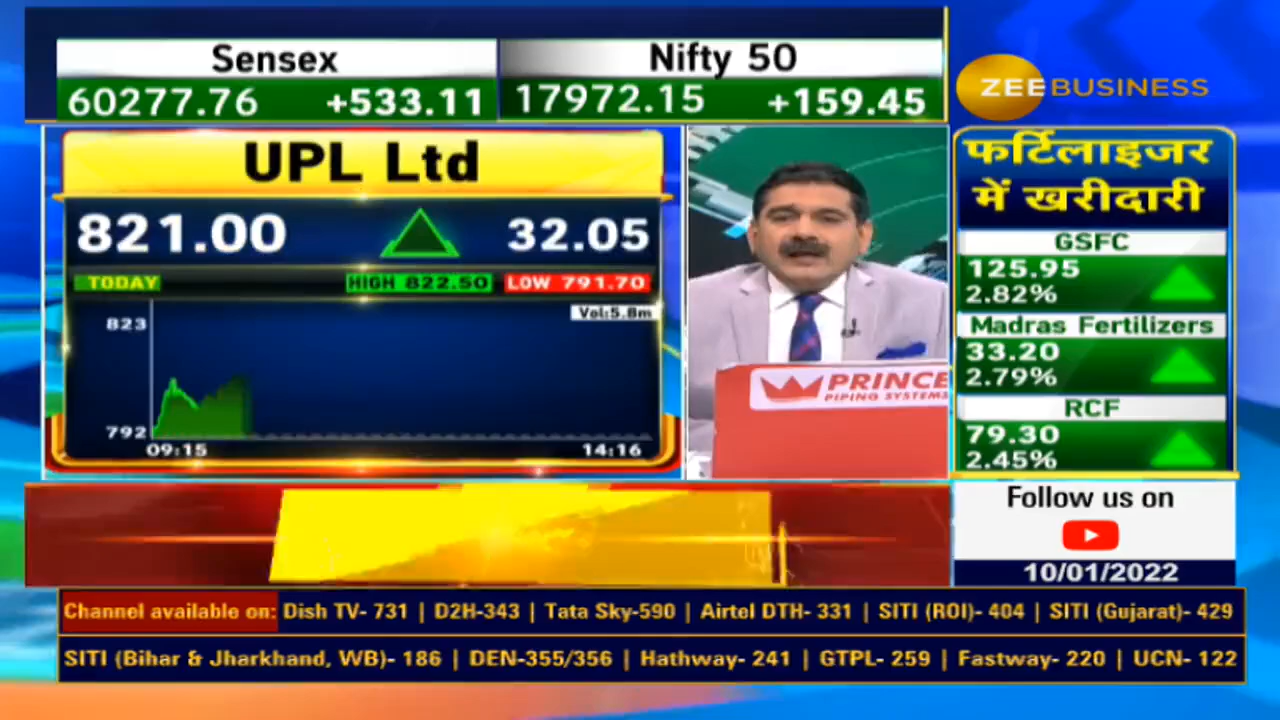 Sensex
60277.76 +533.11
Nifty 50
17972.15 +159.45
ZEEBUSINESS
UPL Ltd
821.00 32.05
TODAY HIGH 822.50 LOW 791.70
Vol:5.8m
823
792
09:15 14:16
PRINCE
PIPING SYSTEMS
फर्टिलाइजर
में खरीदारी
GSFC
125.95
2.82%
Madras Fertilizers
33.20
2.79%
RCF
79.30
2.45%
Follow us on
10/01/2022
Channel available on: Dish TV- 731 | D2H-343 | Tata Sky-590 | Airtel DTH- 331 | SITI (ROI)- 404 | SITI (Gujarat)- 429
SITI (Bihar & Jharkhand, WB)- 186 | DEN-355/356 | Hathway- 241 | GTPL- 259 | Fastway- 220 | UCN- 122